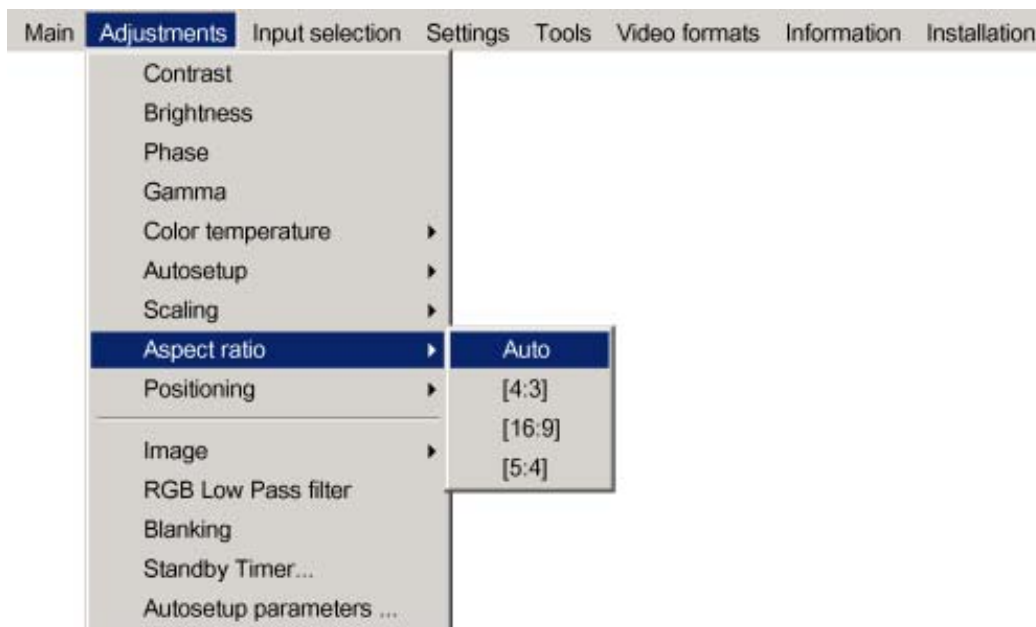 Main Adjustments Input selection Settings Tools Video formats Information Installation
Contrast
Brightness
Phase
Gamma
Color temperature
Autosetup
Scaling
Aspect ratio
Auto
Positioning
[4:3]
[16:9]
[5:4]
Image
RGB Low Pass filter
Blanking
Standby Timer...
Autosetup parameters ...